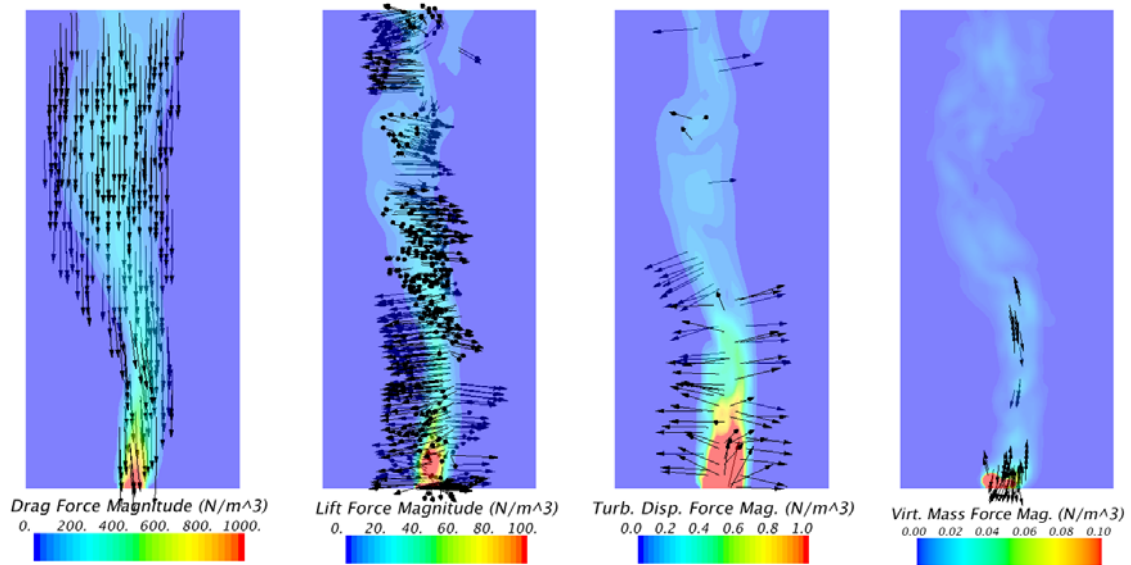 Drag Force Magnitude (N/m^3)
0. 200. 400. 600. 800. 1000.
Lift Force Magnitude (N/m^3)
0. 20. 40. 60. 80. 100.
Turb. Disp. Force Mag. (N/m^3)
0.0 0.2 0.4 0.6 0.8 1.0
Virt. Mass Force Mag. (N/m^3)
0.00 0.02 0.04 0.06 0.08 0.10